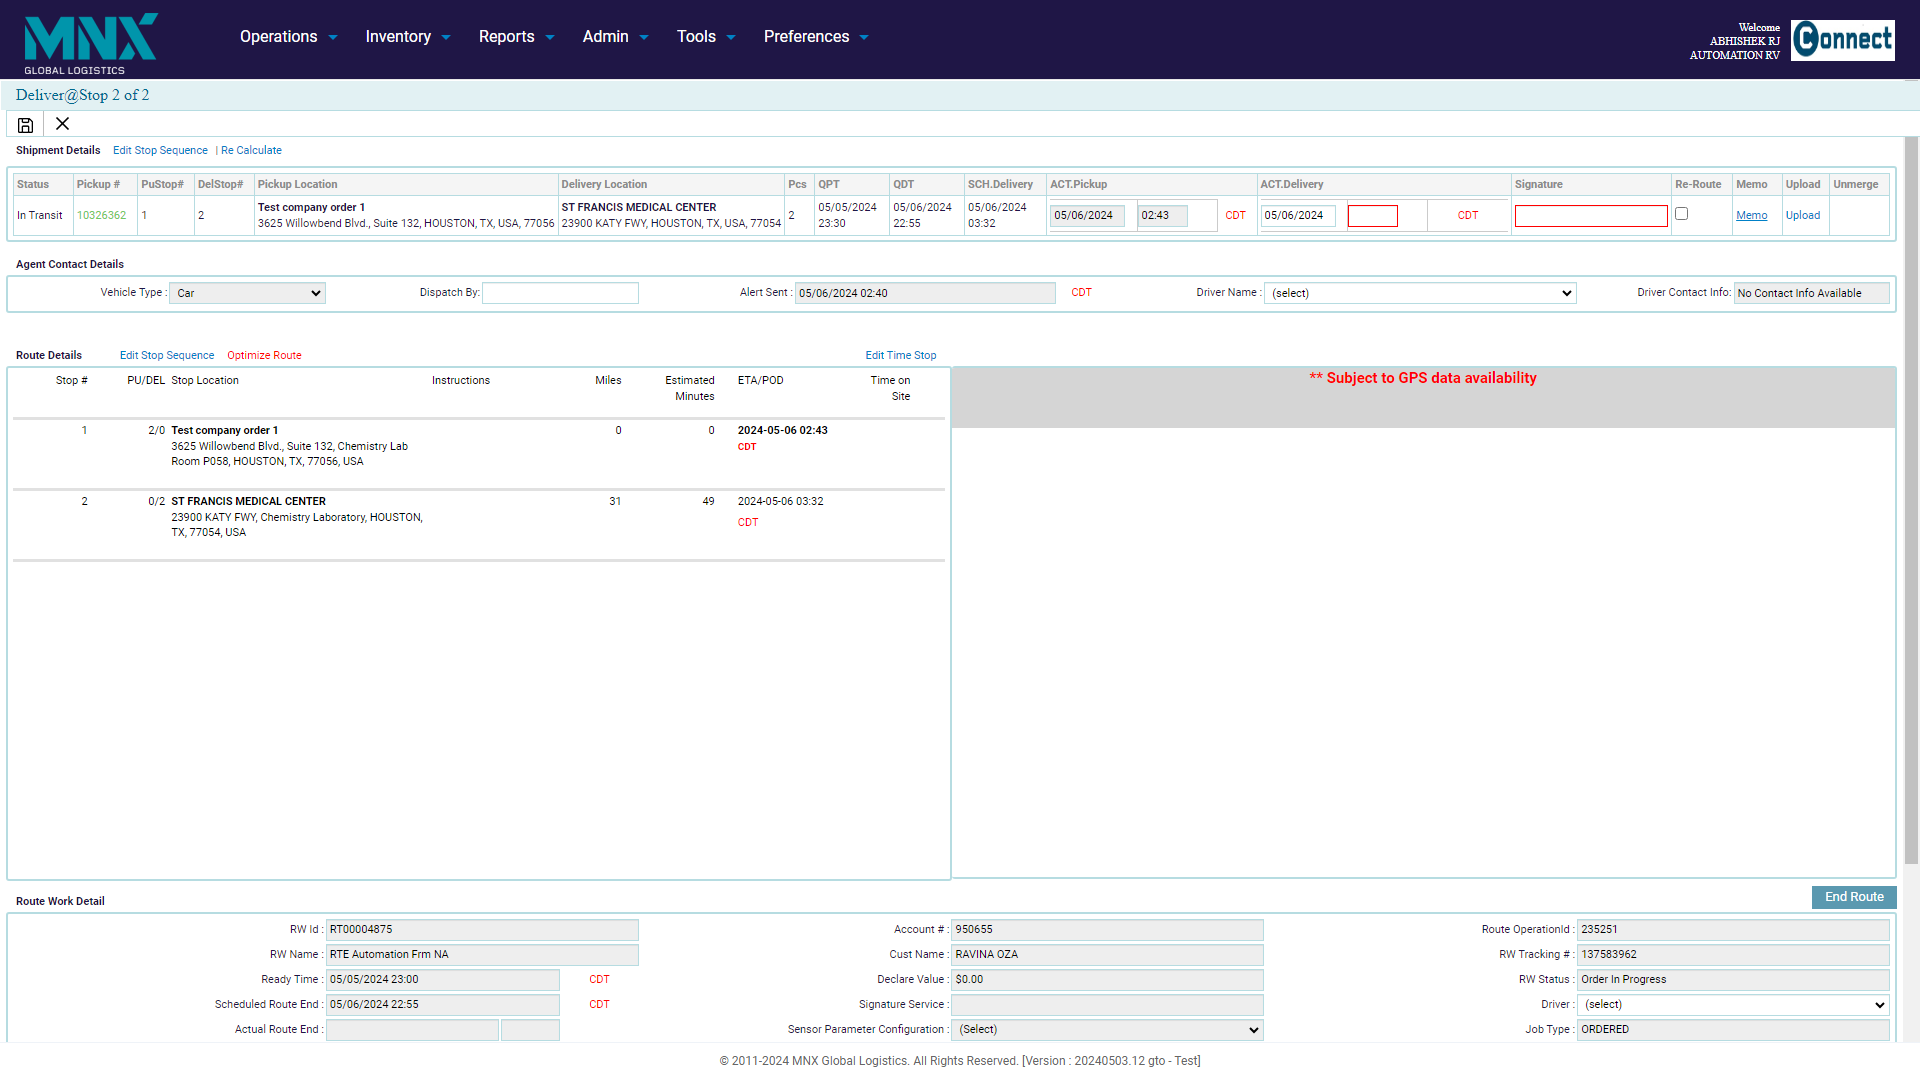 MNX
GLOBAL LOGISTICS
Operations Inventory Reports Admin Tools Preferences
Welcome
ABHISHEK RJ
AUTOMATION RV
Connect
Deliver@Stop 2 of 2
Shipment Details Edit Stop Sequence | Re Calculate
Status Pickup # PuStop# DelStop# Pickup Location Delivery Location Pcs QPT QDT SCH.Delivery ACT.Pickup ACT.Delivery Signature Re-Route Memo Upload Unmerge
In Transit 10326362 1 2 Test company order 1 ST FRANCIS MEDICAL CENTER 2 05/05/2024 05/06/2024 05/06/2024 05/06/2024 02:43 CDT 05/06/2024 CDT Memo Upload
3625 Willowbend Blvd., Suite 132, HOUSTON, TX, USA, 77056 23900 KATY FWY, HOUSTON, TX, USA, 77054 23:30 22:55 03:32
Agent Contact Details
Vehicle Type : Car Dispatch By: Alert Sent : 05/06/2024 02:40 CDT Driver Name : (select) Driver Contact Info: No Contact Info Available
Route Details Edit Stop Sequence Optimize Route Edit Time Stop
Stop # PU/DEL Stop Location Instructions Miles Estimated ETA/POD Time on
Minutes Site
** Subject to GPS data availability
1 2/0 Test company order 1 0 0 2024-05-06 02:43
3625 Willowbend Blvd., Suite 132, Chemistry Lab CDT
Room P058, HOUSTON, TX, 77056, USA
2 0/2 ST FRANCIS MEDICAL CENTER 31 49 2024-05-06 03:32
23900 KATY FWY, Chemistry Laboratory, HOUSTON, CDT
TX, 77054, USA
Route Work Detail End Route
RW Id : RT00004875 Account # : 950655 Route OperationId : 235251
RW Name : RTE Automation Frm NA Cust Name : RAVINA OZA RW Tracking # : 137583962
Ready Time : 05/05/2024 23:00 CDT Declare Value : $0.00 RW Status : Order In Progress
Scheduled Route End : 05/06/2024 22:55 CDT Signature Service : Driver : (select)
Actual Route End : Sensor Parameter Configuration : (Select) Job Type : ORDERED
© 2011-2024 MNX Global Logistics. All Rights Reserved. [Version : 20240503.12 gto - Test]